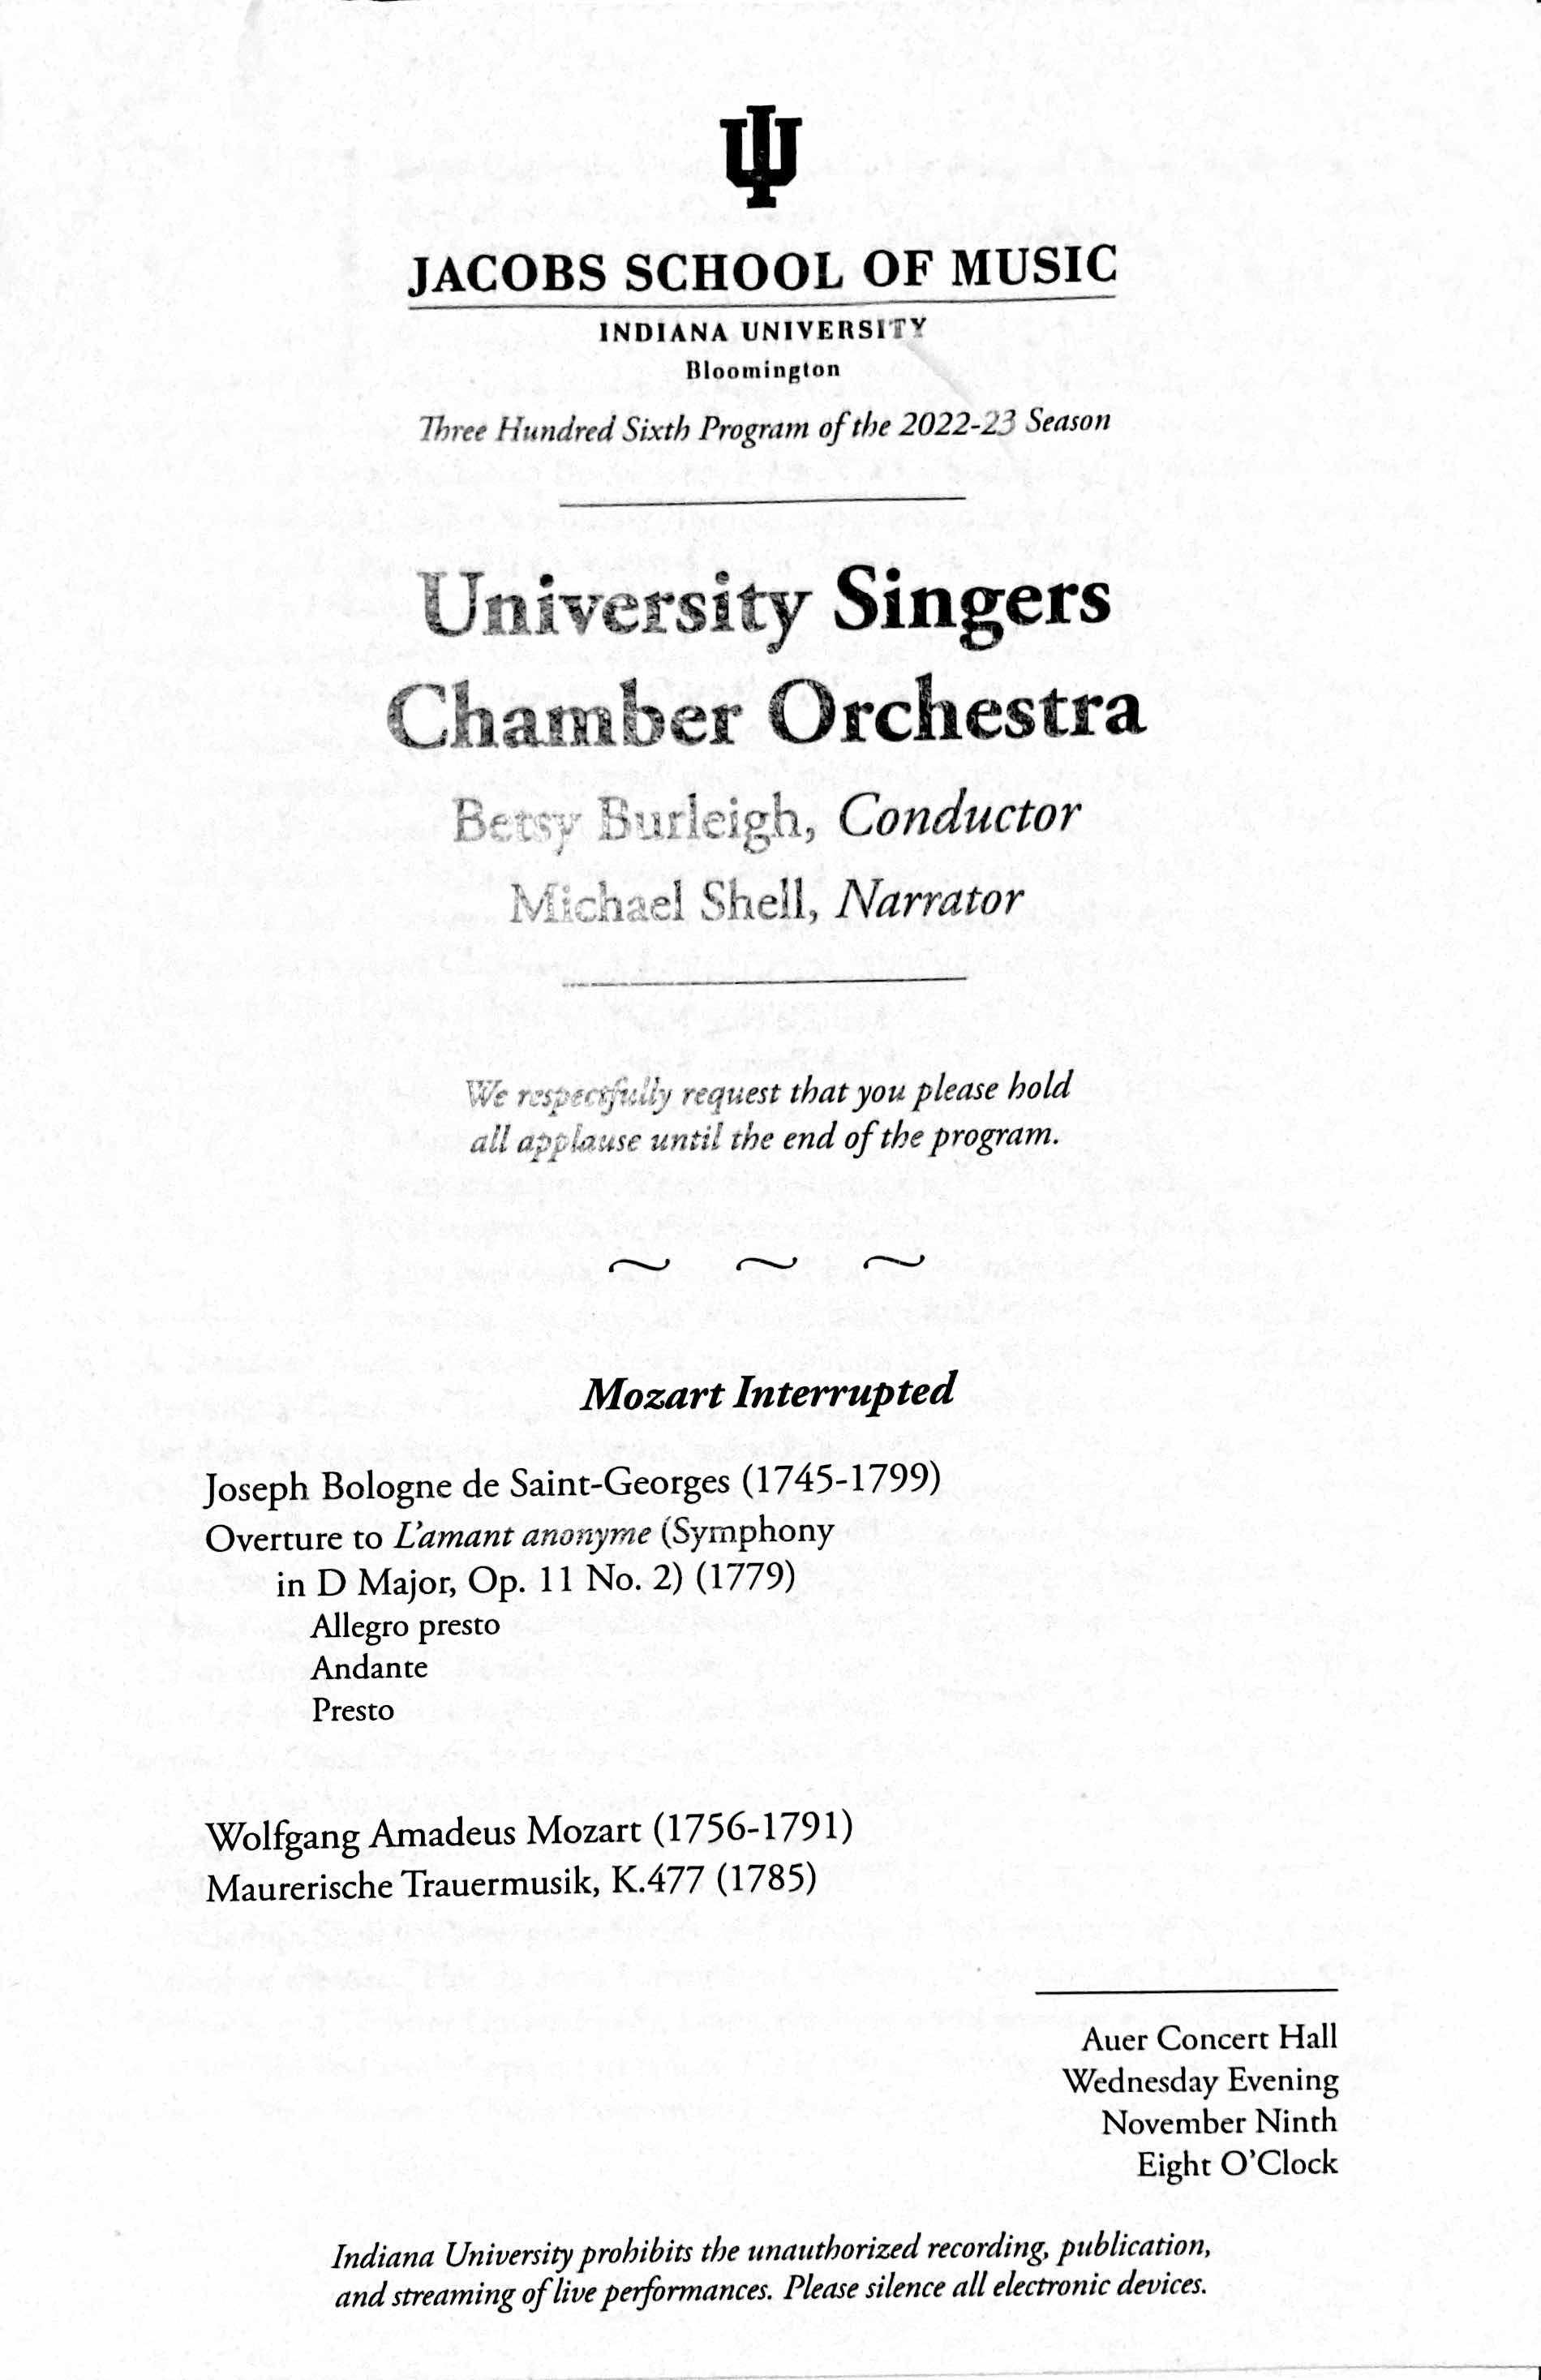 JACOBS SCHOOL OF MUSIC
INDIANA UNIVERSITY
Bloomington
Three Hundred Sixth Program of the 2022-23 Season
University Singers
Chamber Orchestra
Betsy Burleigh, Conductor
Michael Shell, Narrator
We respectfully request that you please hold
all applause until the end of the program.
~ ~ ~
Mozart Interrupted
Joseph Bologne de Saint-Georges (1745-1799)
Overture to L'amant anonyme (Symphony
in D Major, Op. 11 No. 2) (1779)
Allegro presto
Andante
Presto
Wolfgang Amadeus Mozart (1756-1791)
Maurerische Trauermusik, K.477 (1785)
Auer Concert Hall
Wednesday Evening
November Ninth
Eight O'Clock
Indiana University prohibits the unauthorized recording, publication,
and streaming of live performances. Please silence all electronic devices.